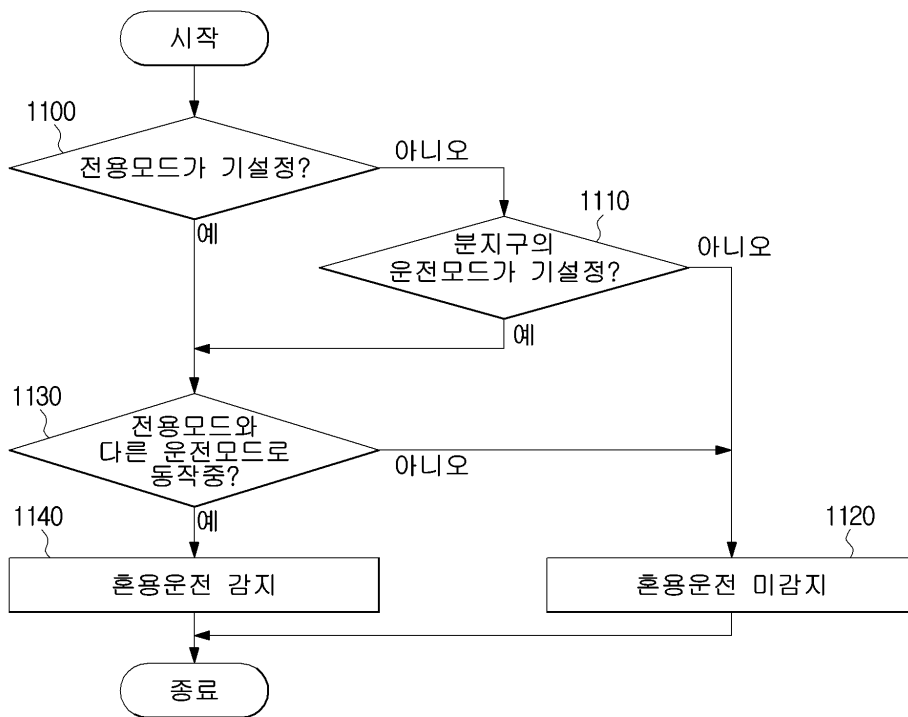 시작
1100
전용모드가 기설정?
아니오
예
1110
분지구의
운전모드가 기설정?
아니오
예
1130
전용모드와
다른 운전모드로
동작중?
아니오
예
1140
혼용운전 감지
1120
혼용운전 미감지
종료